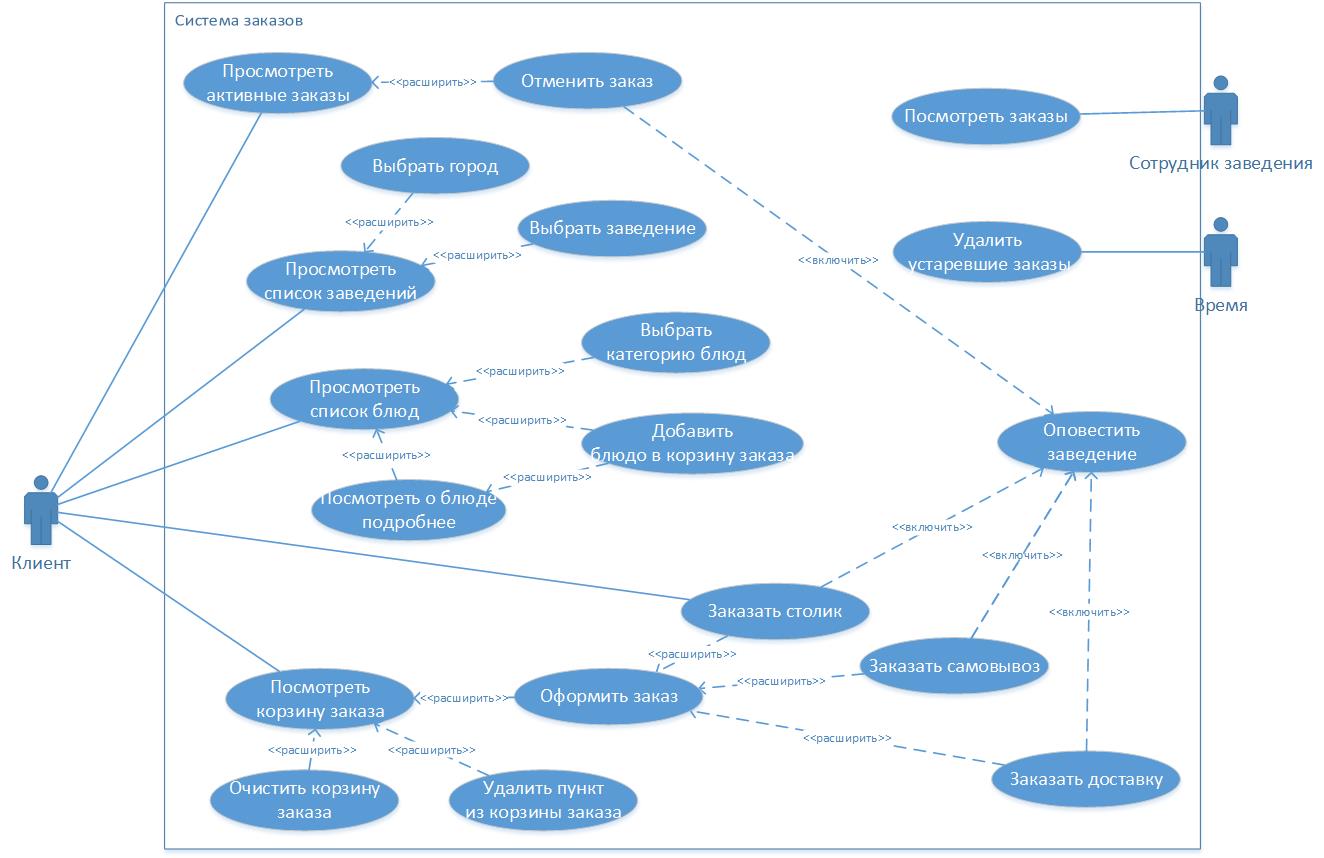 Система заказов
Просмотреть
активные заказы
<<расширить>>
Отменить заказ
Посмотреть заказы
Сотрудник заведения
Выбрать город
<<расширить>>
Выбрать заведение
<<расширить>>
Просмотреть
список заведений
<<включить>>
Удалить
устаревшие заказы
Время
Выбрать
категорию блюд
<<расширить>>
Просмотреть
список блюд
<<расширить>>
Добавить
блюдо в корзину заказа
<<расширить>>
<<расширить>>
Посмотреть о блюде
подробнее
Оповестить
заведение
Клиент
<<включить>>
<<включить>>
<<включить>>
Заказать столик
<<расширить>>
Заказать самовывоз
<<расширить>>
Посмотреть
корзину заказа
<<расширить>>
Оформить заказ
<<расширить>>
<<расширить>>
<<расширить>>
Очистить корзину
заказа
Удалить пункт
из корзины заказа
Заказать доставку